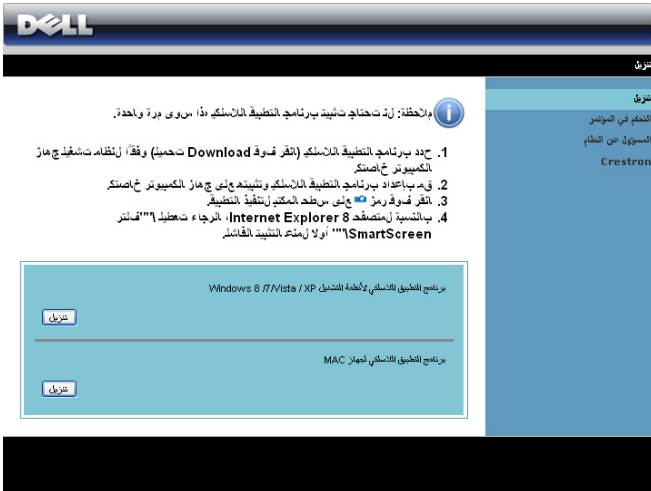 DELL
تنزيل
تنزيل
التحكم في المؤتمر
المسؤول عن النظام
Crestron
ملاحظة: لن تحتاج تثبيت برنامج التطبيق اللاسلكي هذا سوى مرة واحدة.
1. حدد برنامج التطبيق اللاسلكي (انقر فوق Download تحميل) وفقًا لنظام تشغيل جهاز
الكمبيوتر خاصتك
2. قم بإعداد برنامج التطبيق اللاسلكي وتثبيته على جهاز الكمبيوتر خاصتك.
3. انقر فوق رمز على سطح المكتب لتنفيذ التطبيق.
4. بالنسبة لمتصفح Internet Explorer 8، الرجاء تعطيل \""فلتر
SmartScreen\"" أولا لمنع التثبيت الفاشل.
برنامج التطبيق اللاسلكي لأنظمة التشغيل Windows 8 /7/Vista / XP
تنزيل
برنامج التطبيق اللاسلكي لجهاز MAC
تنزيل